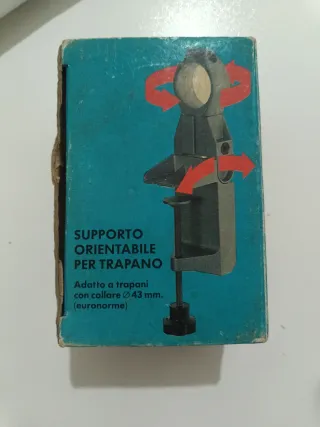 SUPPORTO
ORIENTABILE
PER TRAPANO
Adatto a trapani
con collare ∅ 43 mm.
(euronorme)